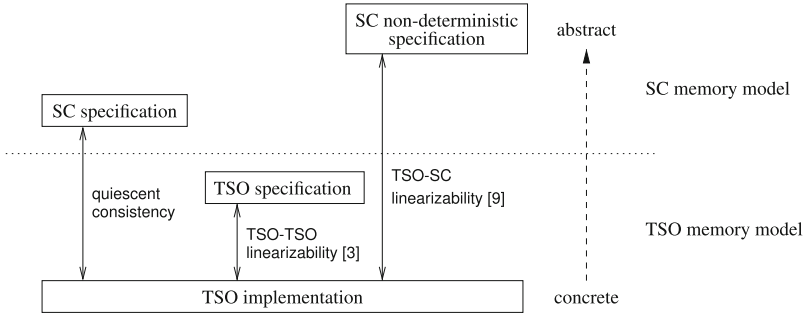 SC non-deterministic
specification
abstract
SC memory model
SC specification
quiescent
consistency
TSO specification
TSO-SC
linearizability [9]
TSO-TSO
linearizability [3]
TSO memory model
TSO implementation
concrete